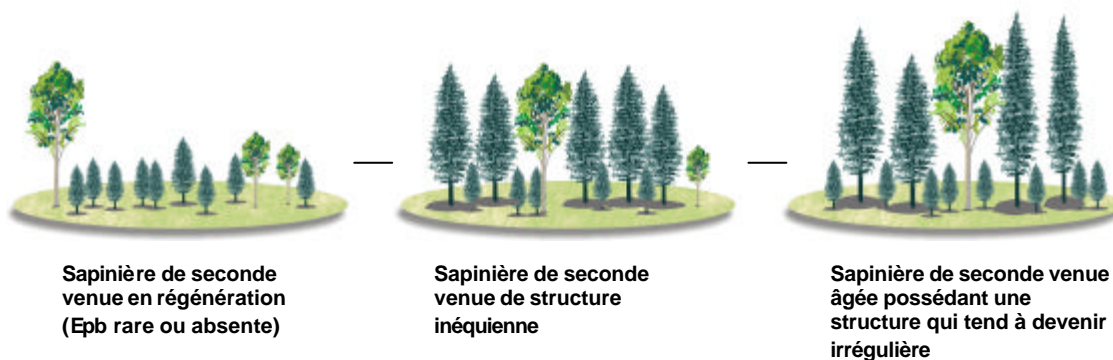 Sapinière de seconde
venue en régénération
(Epb rare ou absente)
Sapinière de seconde
venue de structure
inéquienne
Sapinière de seconde venue
âgée possédant une
structure qui tend à devenir
irrégulière